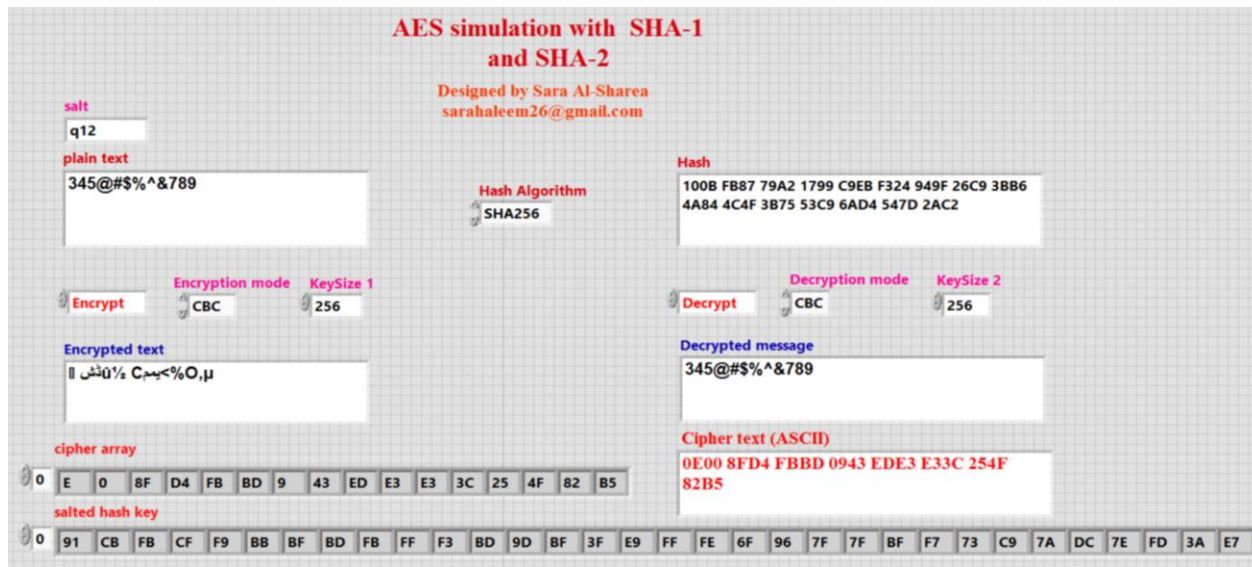 AES simulation with SHA-1
and SHA-2
Designed by Sara Al-Sharea
sarahaleem26@gmail.com
salt
q12
plain text
345@#$%^&789
Hash Algorithm
SHA256
Hash
100B FB87 79A2 1799 C9EB F324 949F 26C9 3BB6
4A84 4C4F 3B75 53C9 6AD4 547D 2AC2
Encrypt
Encryption mode
CBC
KeySize 1
256
Decrypt
Decryption mode
CBC
KeySize 2
256
Encrypted text
Decrypted message
345@#$%^&789
cipher array
0 E 0 8F D4 FB BD 9 43 ED E3 E3 3C 25 4F 82 B5
Cipher text (ASCII)
0E00 8FD4 FBBD 0943 EDE3 E33C 254F
82B5
salted hash key
0 91 CB FB CF F9 BB BF BD FB FF F3 BD 9D BF 3F E9 FF FE 6F 96 7F 7F BF F7 73 C9 7A DC 7E FD 3A E7